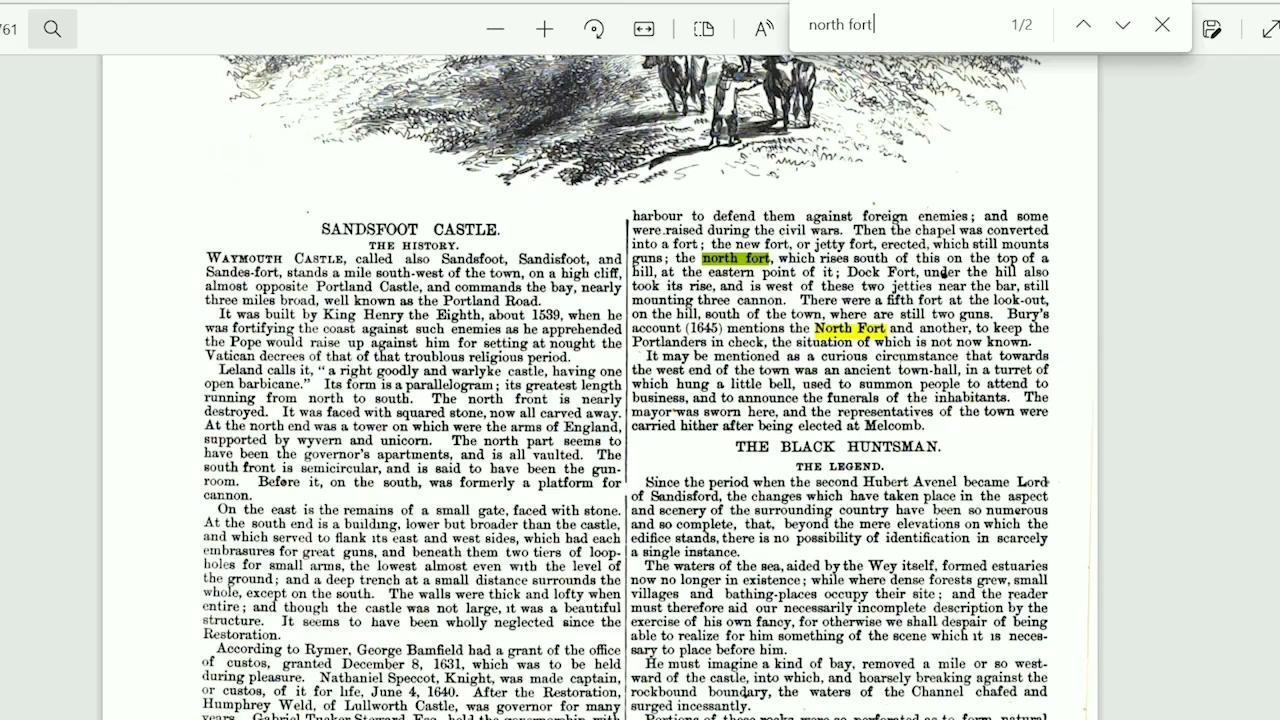 /61
north fort
1/2
SANDSFOOT CASTLE.
THE HISTORY.
WAYMOUTH CASTLE, called also Sandsfoot, Sandisfoot, and
Sandes-fort, stands a mile south-west of the town, on a high cliff,
almost opposite Portland Castle, and commands the bay, nearly
three miles broad, well known as the Portland Road.
It was built by King Henry the Eighth, about 1539, when he
was fortifying the coast against such enemies as he apprehended
the Pope would raise up against him for setting at nought the
Vatican decrees of that of that troublous religious period.
Leland calls it, "a right goodly and warlyke castle, having one
open barbicane." Its form is a parallelogram; its greatest length
running from north to south. The north front is nearly
destroyed. It was faced with squared stone, now all carved away.
At the north end was a tower on which were the arms of England,
supported by wyvern and unicorn. The north part seems to
have been the governor's apartments, and is all vaulted. The
south front is semicircular, and is said to have been the gun-
room. Before it, on the south, was formerly a platform for
cannon.
On the east is the remains of a small gate, faced with stone.
At the south end is a building, lower but broader than the castle,
and which served to flank its east and west sides, which had each
embrasures for great guns, and beneath them two tiers of loop-
holes for small arms, the lowest almost even with the level of
the ground; and a deep trench at a small distance surrounds the
whole, except on the south. The walls were thick and lofty when
entire; and though the castle was not large, it was a beautiful
structure. It seems to have been wholly neglected since the
Restoration.
According to Rymer, George Bamfield had a grant of the office
of custos, granted December 8, 1631, which was to be held
during pleasure. Nathaniel Speccot, Knight, was made captain,
or custos, of it for life, June 4, 1640. After the Restoration,
Humphrey Weld, of Lullworth Castle, was governor for many
years. Gabriel Tucker Steward, Esq., held the governorship with
harbour to defend them against foreign enemies; and some
were raised during the civil wars. Then the chapel was converted
into a fort; the new fort, or jetty fort, erected, which still mounts
guns; the north fort, which rises south of this on the top of a
hill, at the eastern point of it; Dock Fort, under the hill also
took its rise, and is west of these two jetties near the bar, still
mounting three cannon. There were a fifth fort at the look-out,
on the hill, south of the town, where are still two guns. Bury's
account (1645) mentions the North Fort and another, to keep the
Portlanders in check, the situation of which is not now known.
It may be mentioned as a curious circumstance that towards
the west end of the town was an ancient town-hall, in a turret of
which hung a little bell, used to summon people to attend to
business, and to announce the funerals of the inhabitants. The
mayor was sworn here, and the representatives of the town were
carried hither after being elected at Melcomb.
THE BLACK HUNTSMAN.
THE LEGEND.
Since the period when the second Hubert Avenel became Lord
of Sandisford, the changes which have taken place in the aspect
and scenery of the surrounding country have been so numerous
and so complete, that, beyond the mere elevations on which the
edifice stands, there is no possibility of identification in scarcely
a single instance.
The waters of the sea, aided by the Wey itself, formed estuaries
now no longer in existence; while where dense forests grew, small
villages and bathing-places occupy their site; and the reader
must therefore aid our necessarily incomplete description by the
exercise of his own fancy, for otherwise we shall despair of being
able to realize for him something of the scene which it is neces-
sary to place before him.
He must imagine a kind of bay, removed a mile or so west-
ward of the castle, into which, and hoarsely breaking against the
rockbound boundary, the waters of the Channel chafed and
surged incessantly.
Portions of these rocks were so perforated as to form natural